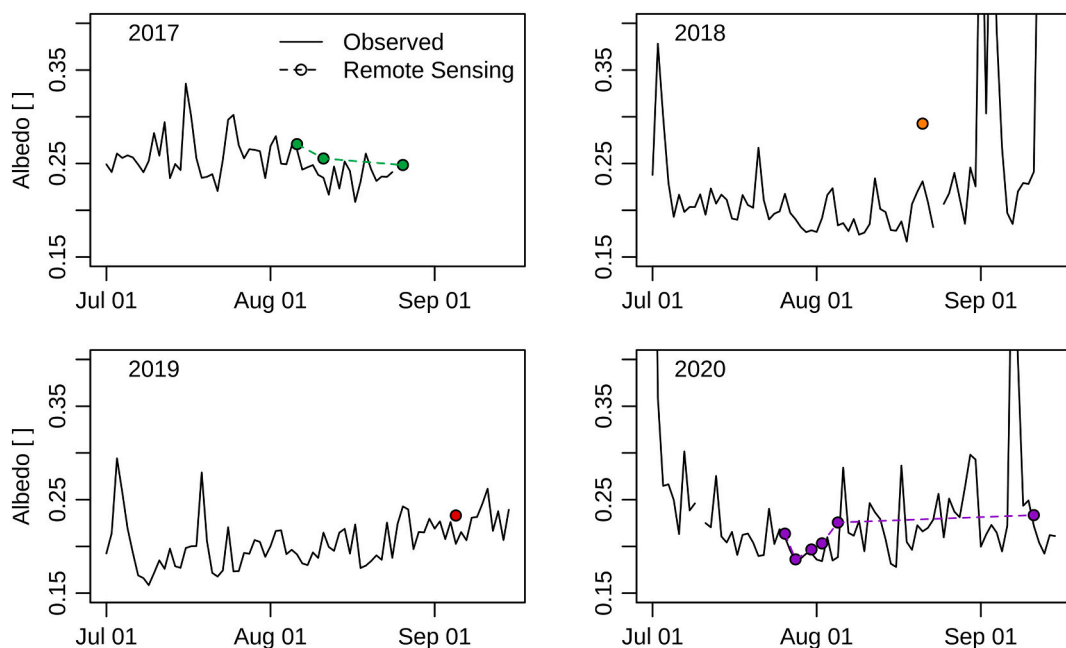 2017
Observed
Remote Sensing
Albedo [ ]
0.35
0.25
0.15
Jul 01
Aug 01
Sep 01
2018
0.35
0.25
0.15
Jul 01
Aug 01
Sep 01
2019
Albedo [ ]
0.35
0.25
0.15
Jul 01
Aug 01
Sep 01
2020
0.35
0.25
0.15
Jul 01
Aug 01
Sep 01